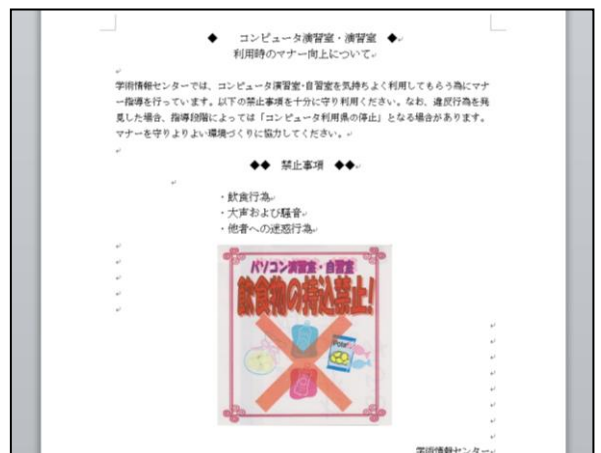 ◆　コンピュータ演習室・演習室　◆
利用時のマナー向上について
学術情報センターでは、コンピュータ演習室・自習室を気持ちよく利用してもらう為にマナ
ー指導を行っています。以下の禁止事項を十分に守り利用ください。なお、違反行為を発
見した場合、指導段階によっては「コンピュータ利用県の停止」となる場合があります。
マナーを守りよりよい環境づくりに協力してください。
◆◆　禁止事項　◆◆
・飲食行為
・大声および騒音
・他者への迷惑行為
パソコン演習室・自習室
飲食物の持込禁止!
Pote
学術情報センター